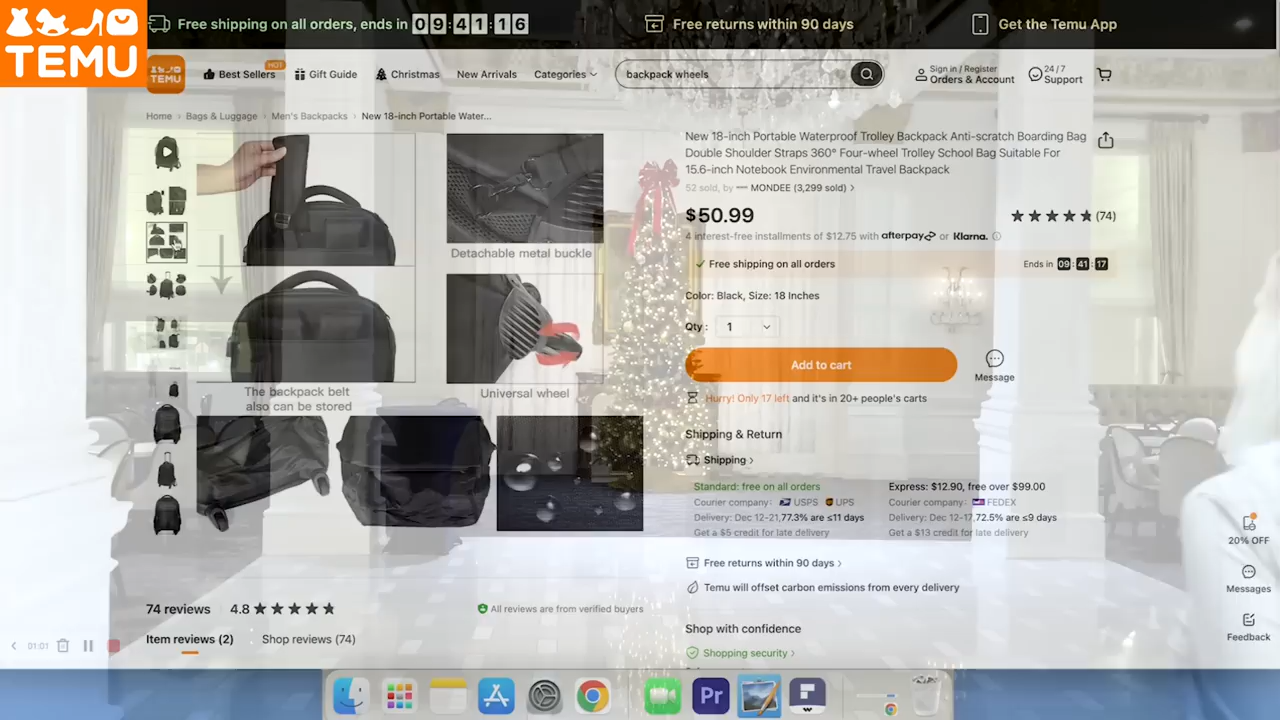 TEMU
Free shipping on all orders, ends in 09:41:16
Free returns within 90 days
Get the Temu App
TEMU
Best Sellers
HOT
Gift Guide
Christmas
New Arrivals
Categories
backpack wheels
Sign in / Register
Orders & Account
24 / 7
Support
Home › Bags & Luggage › Men's Backpacks › New 18-inch Portable Water...
New 18-inch Portable Waterproof Trolley Backpack Anti-scratch Boarding Bag
Double Shoulder Straps 360° Four-wheel Trolley School Bag Suitable For
15.6-inch Notebook Environmental Travel Backpack
52 sold, by MONDEE (3,299 sold) ›
$50.99
(74)
4 interest-free installments of $12.75 with afterpay or Klarna.
Free shipping on all orders
Ends in 09:41:17
Detachable metal buckle
Color: Black, Size: 18 Inches
Qty : 1
Add to cart
Message
The backpack belt
also can be stored
Universal wheel
Hurry! Only 17 left and it's in 20+ people's carts
Shipping & Return
Shipping ›
Standard: free on all orders
Courier company: USPS UPS
Delivery: Dec 12-21, 77.3% are ≤11 days
Get a $5 credit for late delivery
Express: $12.90, free over $99.00
Courier company: FEDEX
Delivery: Dec 12-17, 72.5% are ≤9 days
Get a $13 credit for late delivery
Free returns within 90 days ›
Temu will offset carbon emissions from every delivery
20% OFF
Messages
Feedback
74 reviews
4.8
All reviews are from verified buyers
Item reviews (2)
Shop reviews (74)
Shop with confidence
Shopping security ›
01:01
Pr